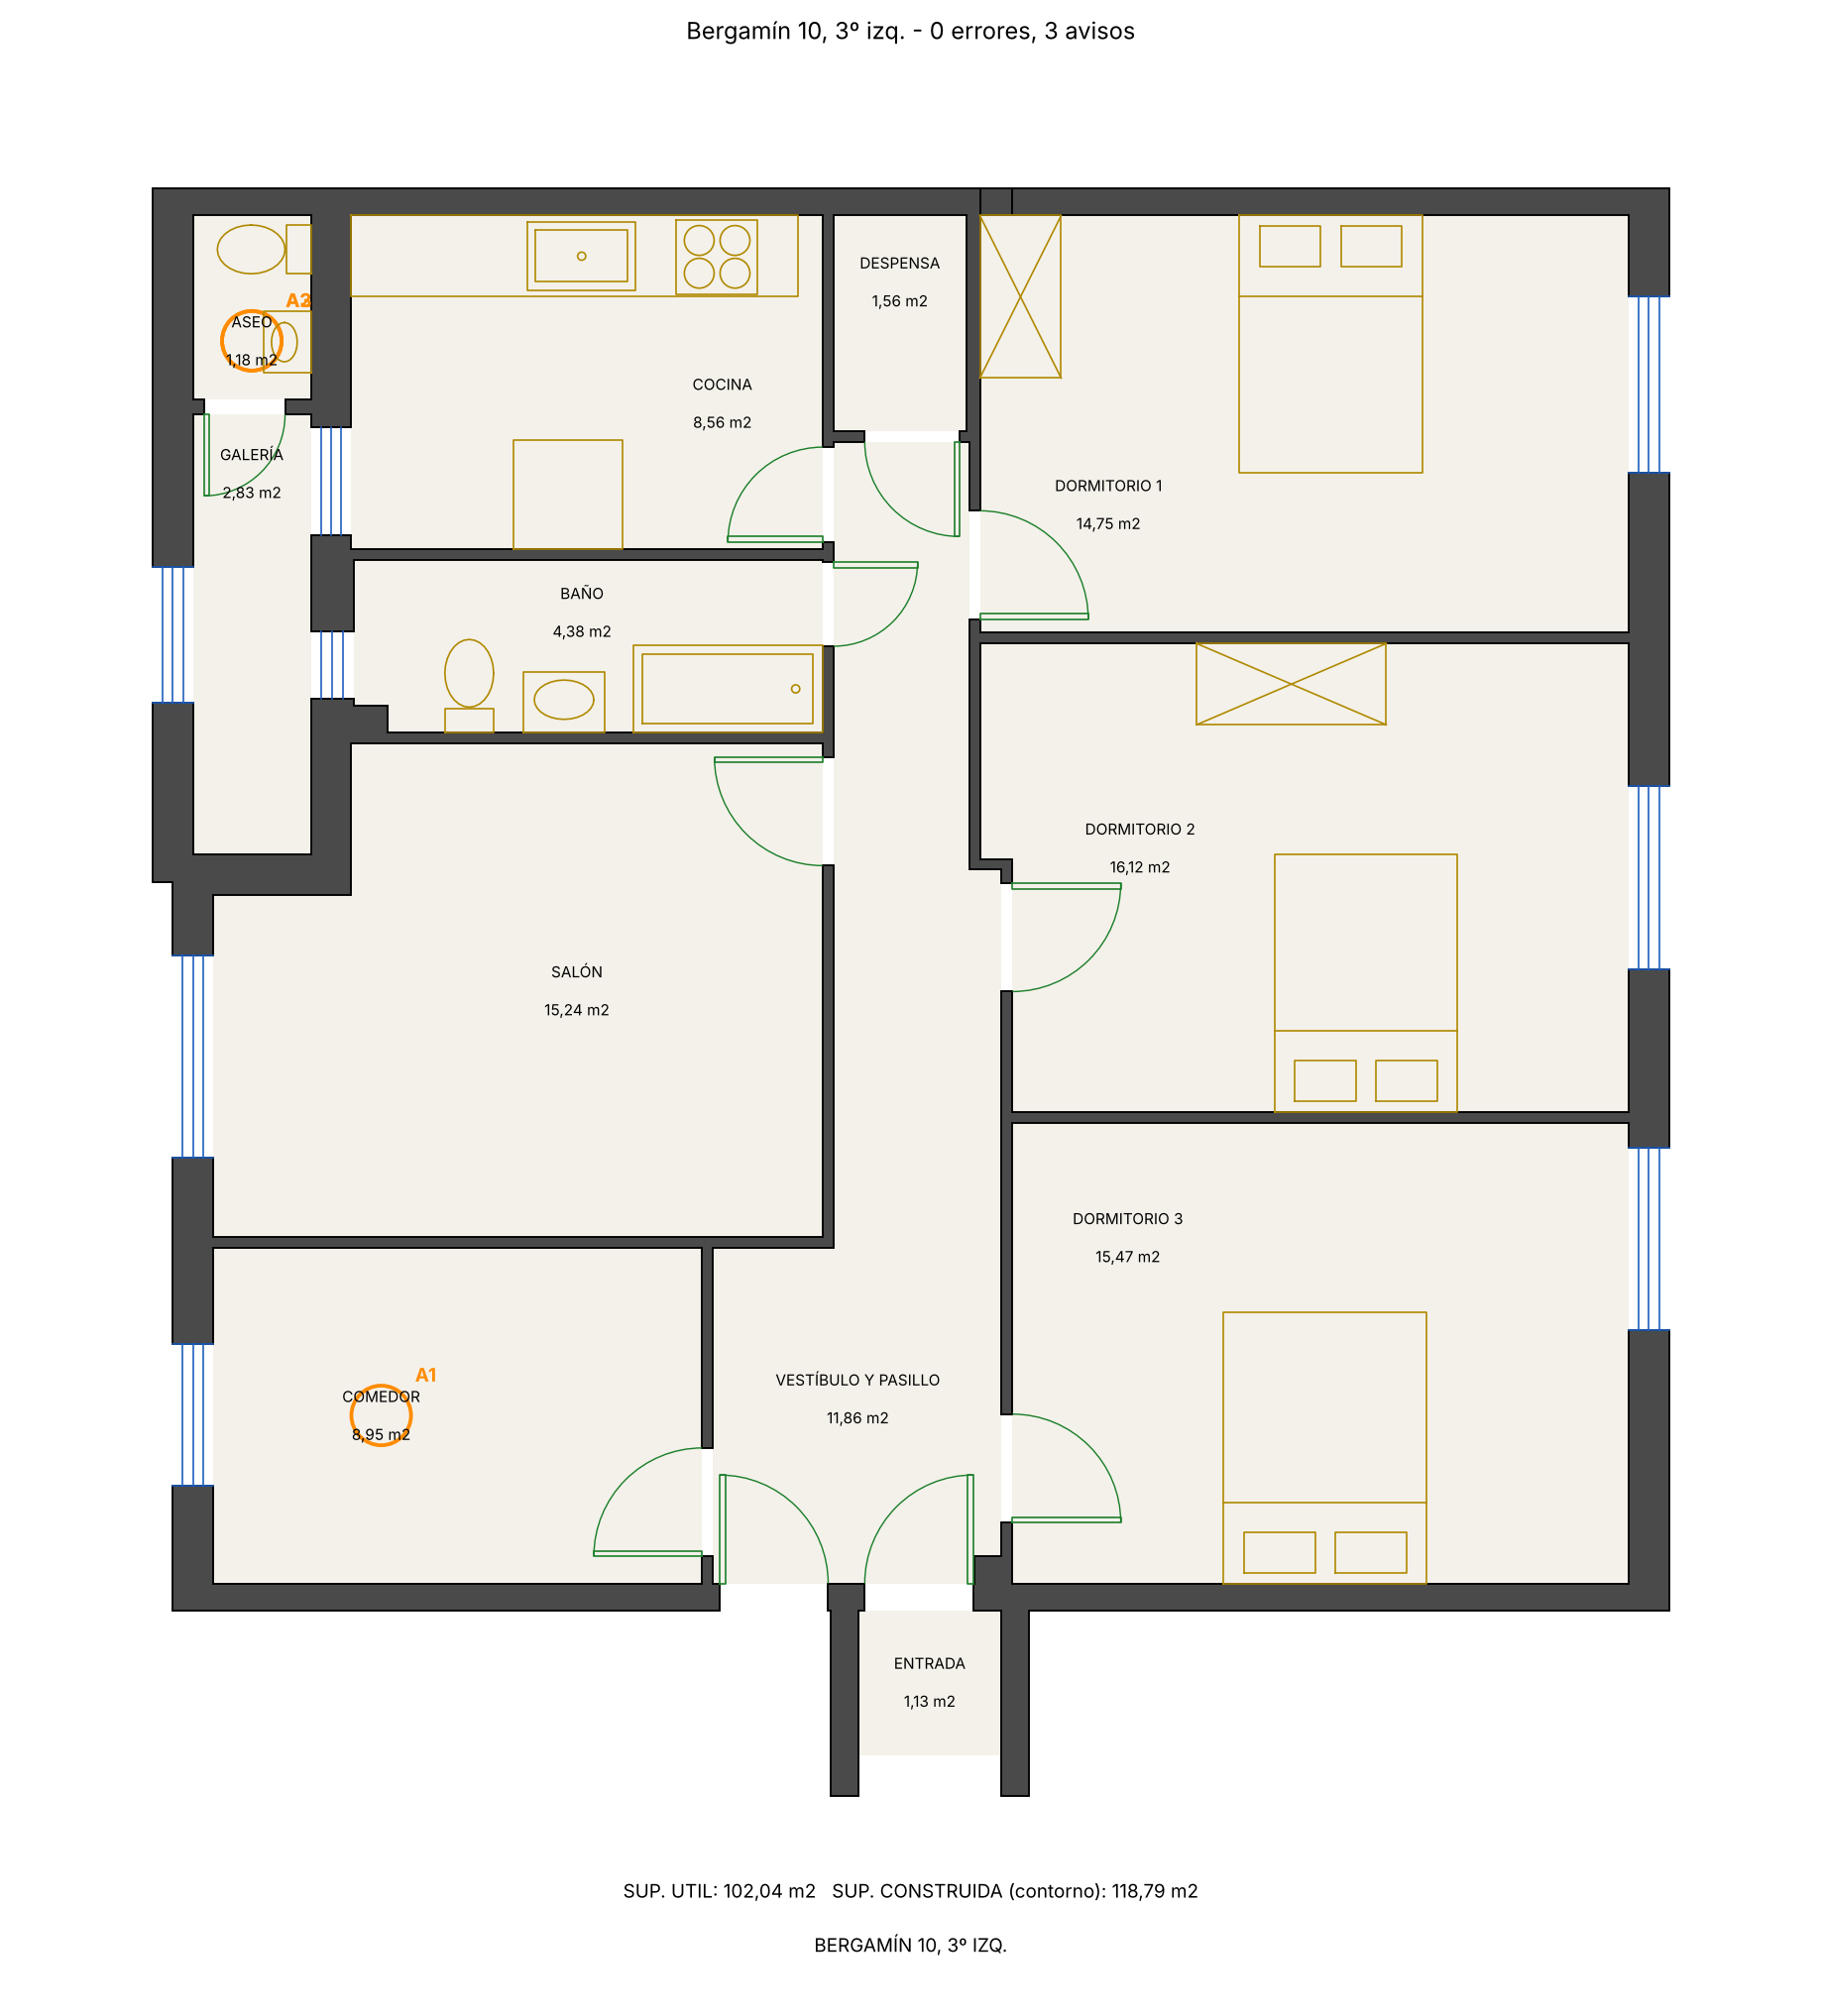 Bergamín 10, 3º izq. - 0 errores, 3 avisos
DESPENSA
1,56 m2
ASEO
1,18 m2
COCINA
8,56 m2
GALERÍA
2,83 m2
DORMITORIO 1
14,75 m2
BAÑO
4,38 m2
DORMITORIO 2
16,12 m2
SALÓN
15,24 m2
DORMITORIO 3
15,47 m2
A1
COMEDOR
8,95 m2
VESTÍBULO Y PASILLO
11,86 m2
ENTRADA
1,13 m2
SUP. UTIL: 102,04 m2 SUP. CONSTRUIDA (contorno): 118,79 m2
BERGAMÍN 10, 3º IZQ.